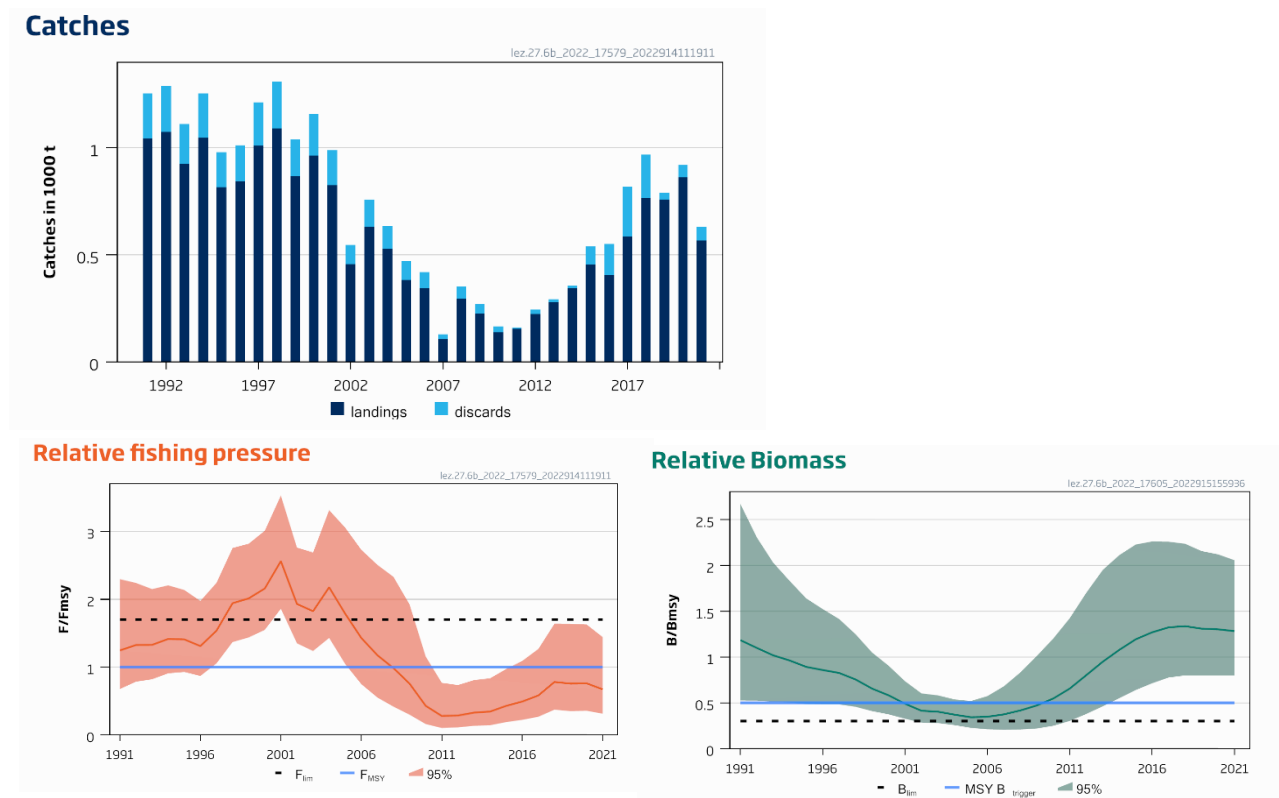 Catches
lez.27.6b_2022_17579_2022914111911
Catches in 1000 t
1
0.5
0
1992 1997 2002 2007 2012 2017
landings discards
Relative fishing pressure
lez.27.6b_2022_17579_2022914111911
F/Fmsy
3
2
1
0
1991 1996 2001 2006 2011 2016 2021
Flim FMSY 95%
Relative Biomass
lez.27.6b_2022_17605_2022915155936
B/Bmsy
2.5
2
1.5
1
0.5
0
1991 1996 2001 2006 2011 2016 2021
Blim MSY B trigger 95%